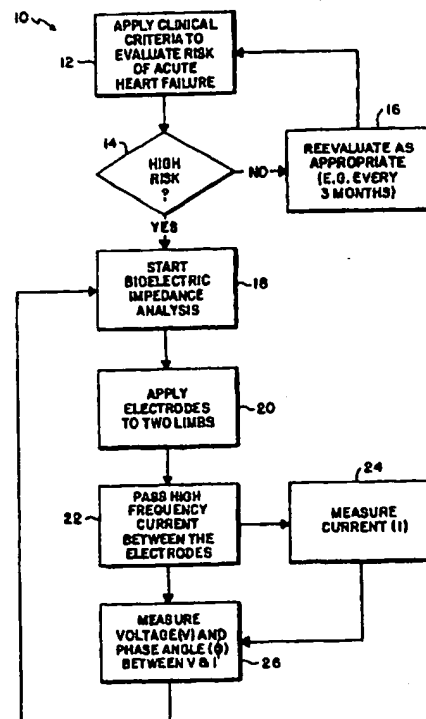 10
APPLY CLINICAL
CRITERIA TO
EVALUATE RISK
OF ACUTE
HEART FAILURE
12
14
HIGH
RISK
?
NO
16
REEVALUATE AS
APPROPRIATE
(E.G. EVERY
3 MONTHS)
YES
START
BIOELECTRIC
IMPEDANCE
ANALYSIS
18
APPLY
ELECTRODES
TO TWO LIMBS
20
22
PASS HIGH
FREQUENCY
CURRENT
BETWEEN THE
ELECTRODES
24
MEASURE
CURRENT (I)
MEASURE
VOLTAGE(V) AND
PHASE ANGLE (ϕ)
BETWEEN V & I
26